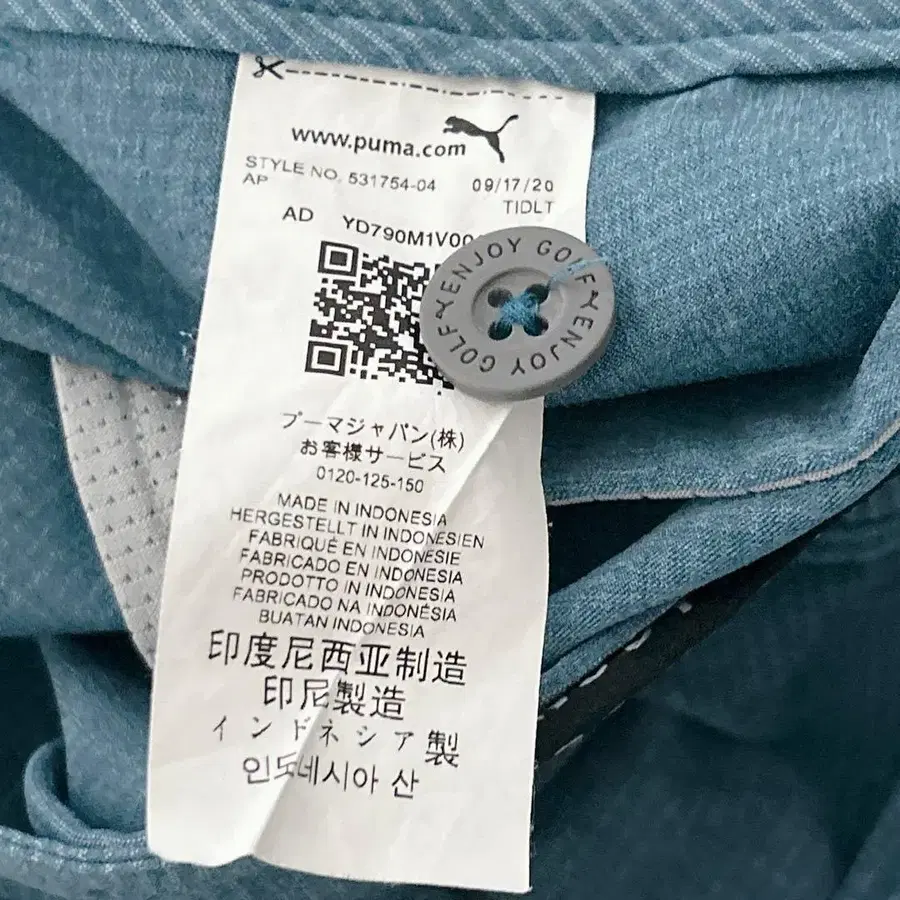 www.puma.com
STYLE NO. 531754-04 09/17/20
AP TIDLT
AD YD790M1V00
ENJOY GOLF ENJOY GOLF
プーマジャパン(株)
お客様サービス
0120-125-150
MADE IN INDONESIA
HERGESTELLT IN INDONESIEN
FABRIQUÉ EN INDONESIE
FABRICADO EN INDONESIA
PRODOTTO IN INDONESIA
FABRICADO NA INDONÉSIA
BUATAN INDONESIA
印度尼西亚制造
印尼製造
インドネシア製
인도네시아 산